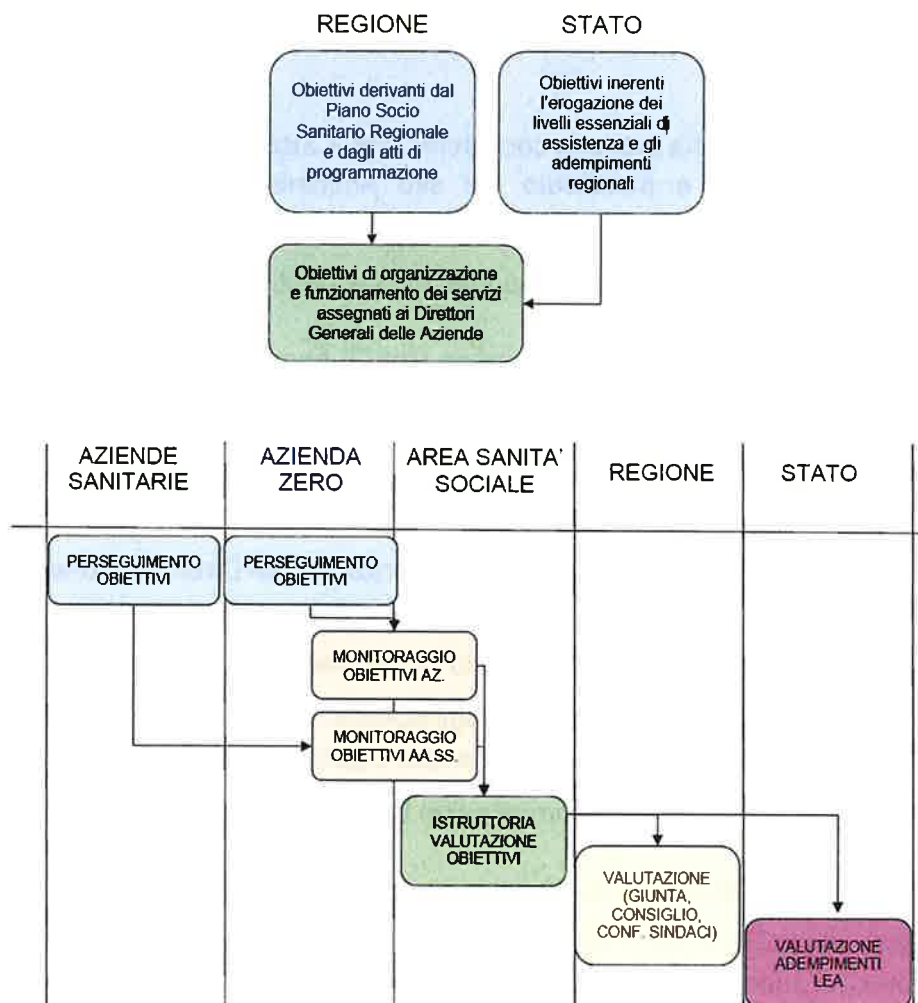 REGIONE
STATO
Obiettivi derivanti dal
Piano Socio
Sanitario Regionale
e dagli atti di
programmazione
Obiettivi inerenti
l'erogazione dei
livelli essenziali di
assistenza e gli
adempimenti
regionali
Obiettivi di organizzazione
e funzionamento dei servizi
assegnati ai Direttori
Generali delle Aziende
AZIENDE
SANITARIE
AZIENDA
ZERO
AREA SANITA'
SOCIALE
REGIONE
STATO
PERSEGUIMENTO
OBIETTIVI
PERSEGUIMENTO
OBIETTIVI
MONITORAGGIO
OBIETTIVI AZ.
MONITORAGGIO
OBIETTIVI AA.SS.
ISTRUTTORIA
VALUTAZIONE
OBIETTIVI
VALUTAZIONE
(GIUNTA,
CONSIGLIO,
CONF. SINDACI)
VALUTAZIONE
ADEMPIMENTI
LEA